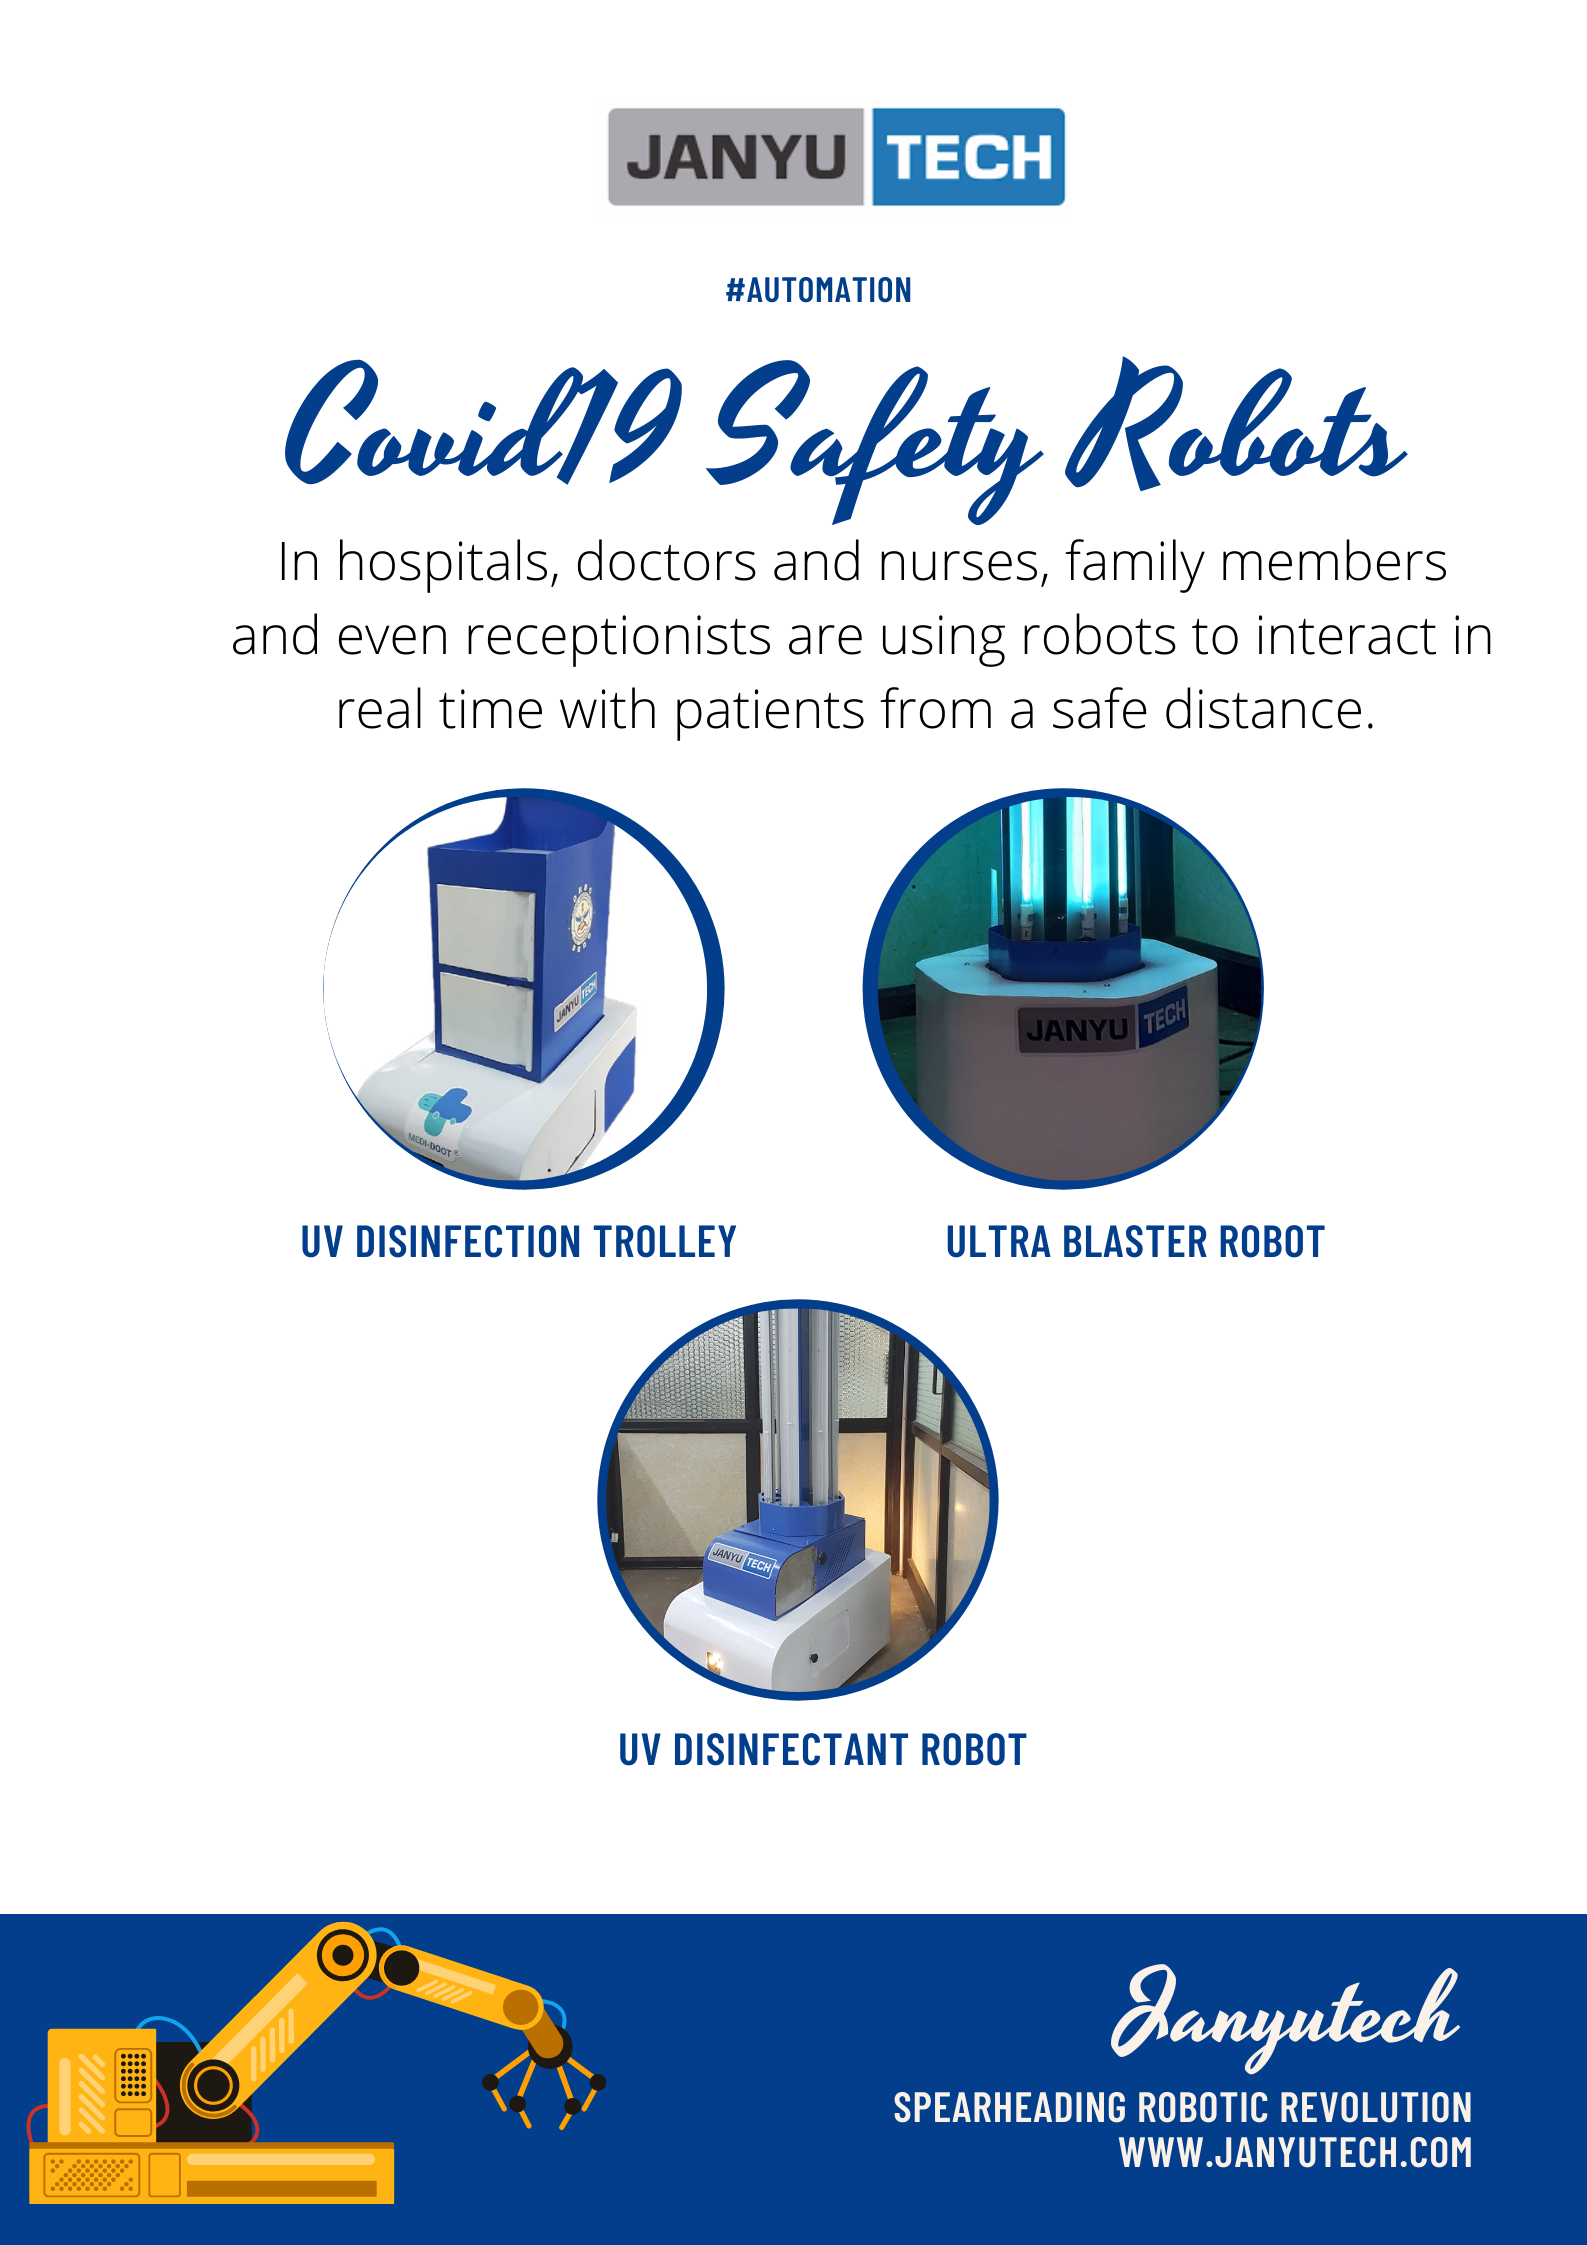 JANYU TECH
#AUTOMATION
Covid19 Safety Robots
In hospitals, doctors and nurses, family members
and even receptionists are using robots to interact in
real time with patients from a safe distance.
JANYU TECH
MEDI-DOOT
JANYU TECH
UV DISINFECTION TROLLEY
ULTRA BLASTER ROBOT
JANYU TECH
UV DISINFECTANT ROBOT
Janyutech
SPEARHEADING ROBOTIC REVOLUTION
WWW.JANYUTECH.COM